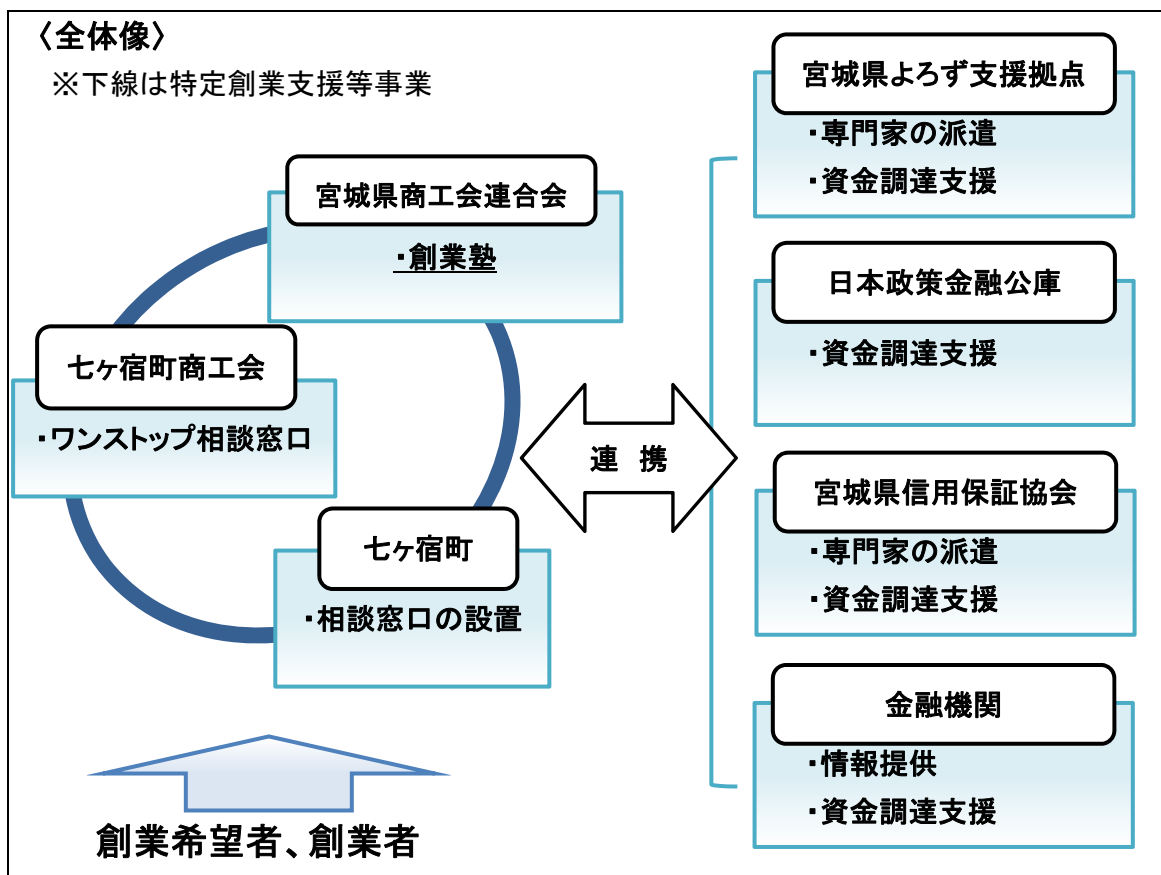 〈全体像〉
※下線は特定創業支援等事業
宮城県商工会連合会
・創業塾
七ヶ宿町商工会
・ワンストップ相談窓口
七ヶ宿町
・相談窓口の設置
創業希望者、創業者
連 携
宮城県よろず支援拠点
・専門家の派遣
・資金調達支援
日本政策金融公庫
・資金調達支援
宮城県信用保証協会
・専門家の派遣
・資金調達支援
金融機関
・情報提供
・資金調達支援